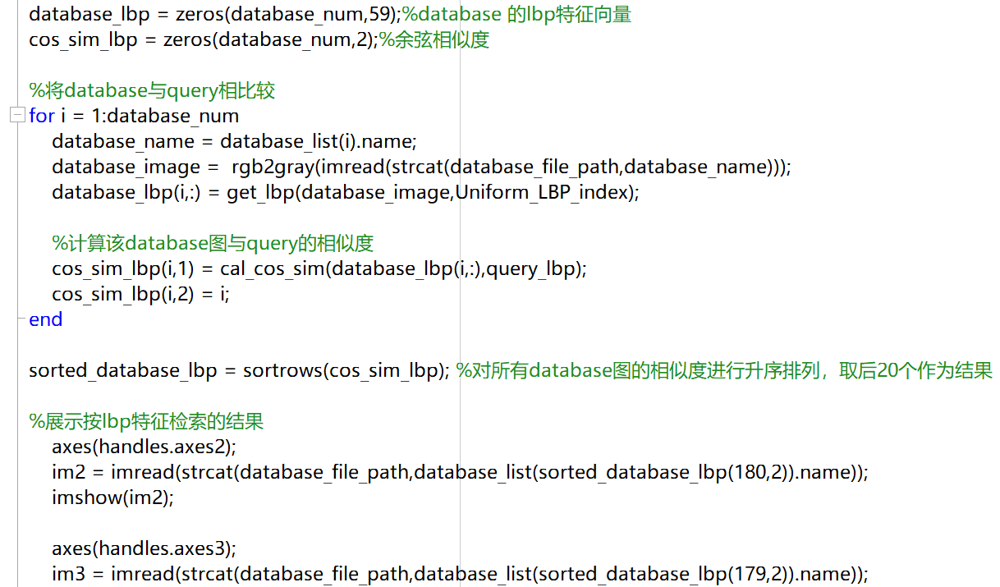 database_lbp = zeros(database_num,59);%database 的lbp特征向量
cos_sim_lbp = zeros(database_num,2);%余弦相似度
%将database与query相比较
for i = 1:database_num
database_name = database_list(i).name;
database_image =  rgb2gray(imread(strcat(database_file_path,database_name)));
database_lbp(i,:) = get_lbp(database_image,Uniform_LBP_index);
%计算该database图与query的相似度
cos_sim_lbp(i,1) = cal_cos_sim(database_lbp(i,:),query_lbp);
cos_sim_lbp(i,2) = i;
end
sorted_database_lbp = sortrows(cos_sim_lbp); %对所有database图的相似度进行升序排列，取后20个作为结果
%展示按lbp特征检索的结果
axes(handles.axes2);
im2 = imread(strcat(database_file_path,database_list(sorted_database_lbp(180,2)).name));
imshow(im2);
axes(handles.axes3);
im3 = imread(strcat(database_file_path,database_list(sorted_database_lbp(179,2)).name));